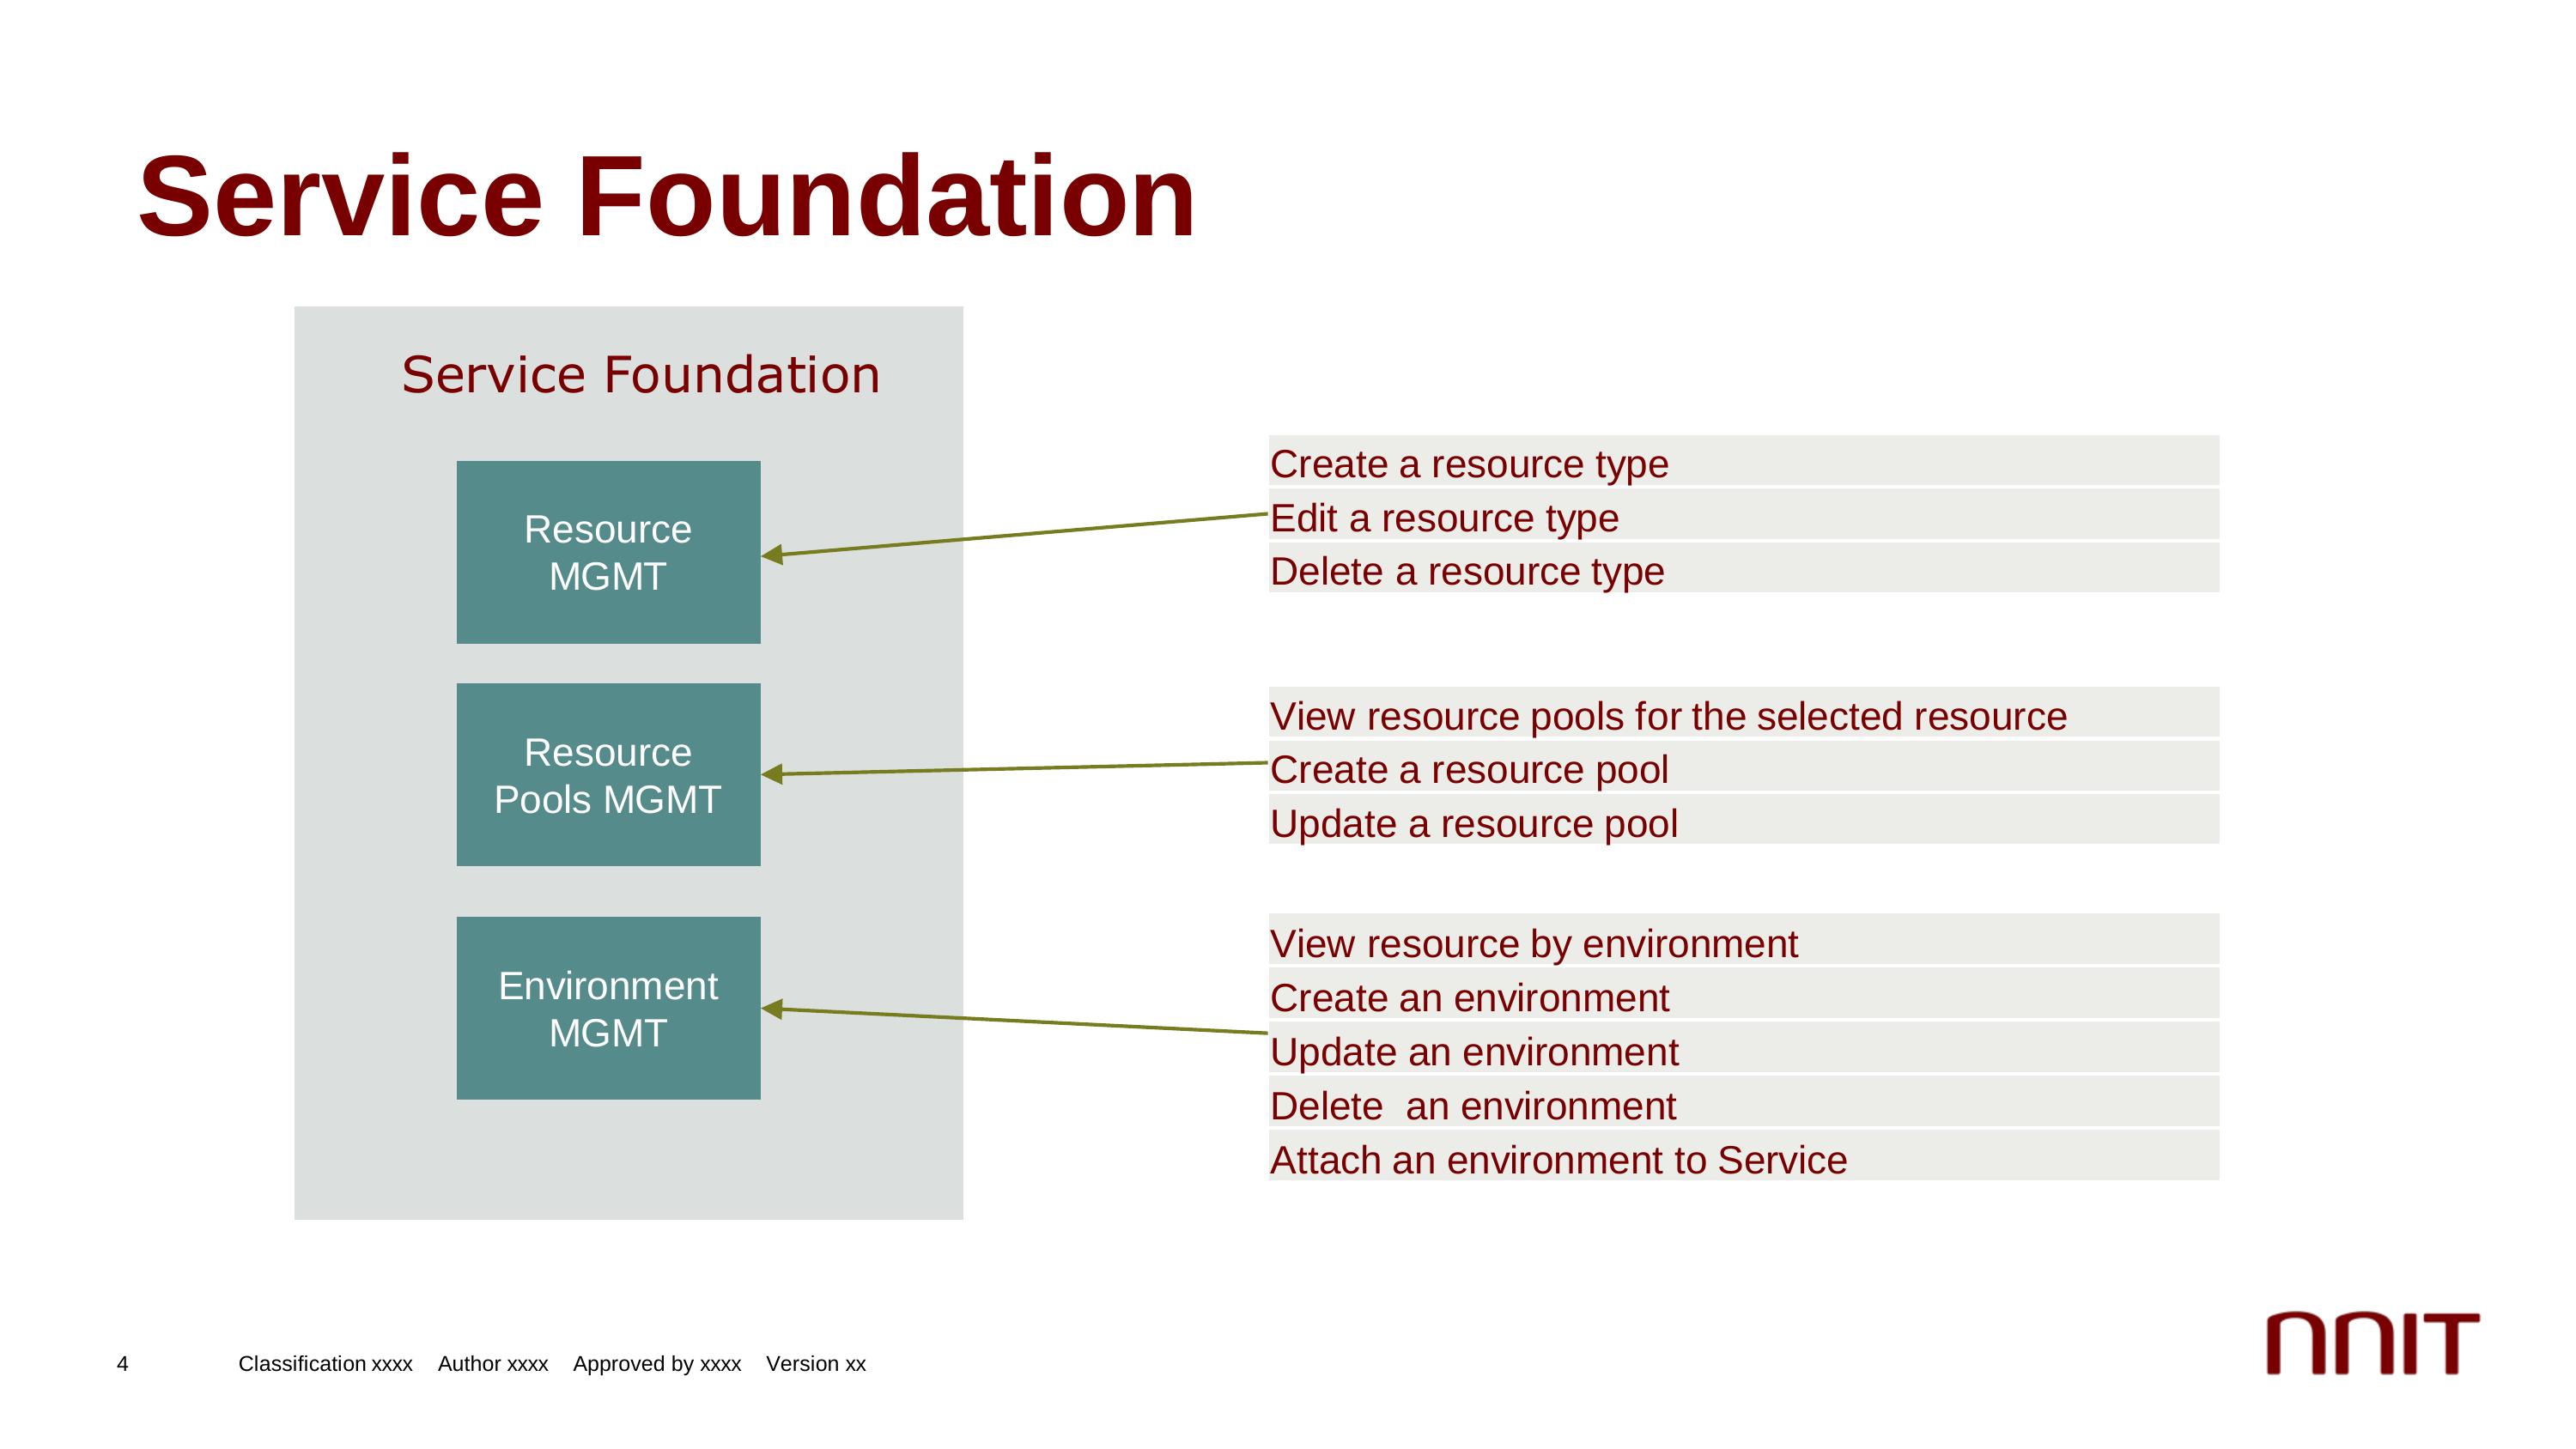 Service Foundation
Service Foundation
Resource
MGMT
Create a resource type
Edit a resource type
Delete a resource type
Resource
Pools MGMT
View resource pools for the selected resource
Create a resource pool
Update a resource pool
Environment
MGMT
View resource by environment
Create an environment
Update an environment
Delete  an environment
Attach an environment to Service
4 Classification xxxx Author xxxx Approved by xxxx Version xx
nnIT